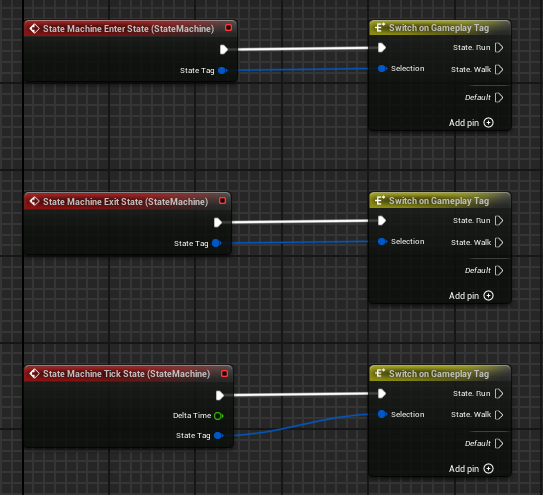 State Machine Enter State (StateMachine)
State Tag
Switch on Gameplay Tag
State. Run
Selection
State. Walk
Default
Add pin
State Machine Exit State (StateMachine)
State Tag
Switch on Gameplay Tag
State. Run
Selection
State. Walk
Default
Add pin
State Machine Tick State (StateMachine)
Delta Time
State Tag
Switch on Gameplay Tag
State. Run
Selection
State. Walk
Default
Add pin